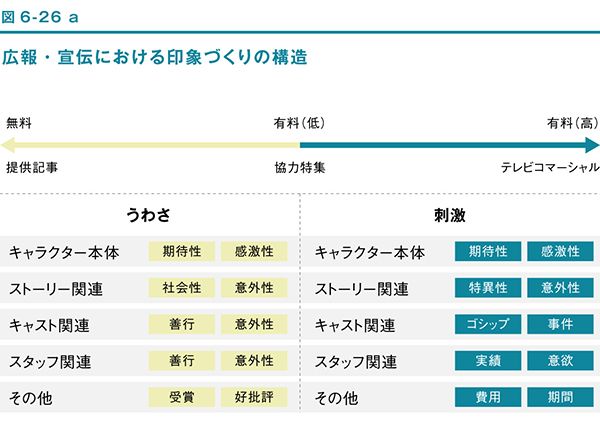 図6-26 a
広報・宣伝における印象づくりの構造
無料 有料(低) 有料(高)
提供記事 協力特集 テレビコマーシャル
うわさ 刺激
キャラクター本体 期待性 感激性 キャラクター本体 期待性 感激性
ストーリー関連 社会性 意外性 ストーリー関連 特異性 意外性
キャスト関連 善行 意外性 キャスト関連 ゴシップ 事件
スタッフ関連 善行 意外性 スタッフ関連 実績 意欲
その他 受賞 好批評 その他 費用 期間